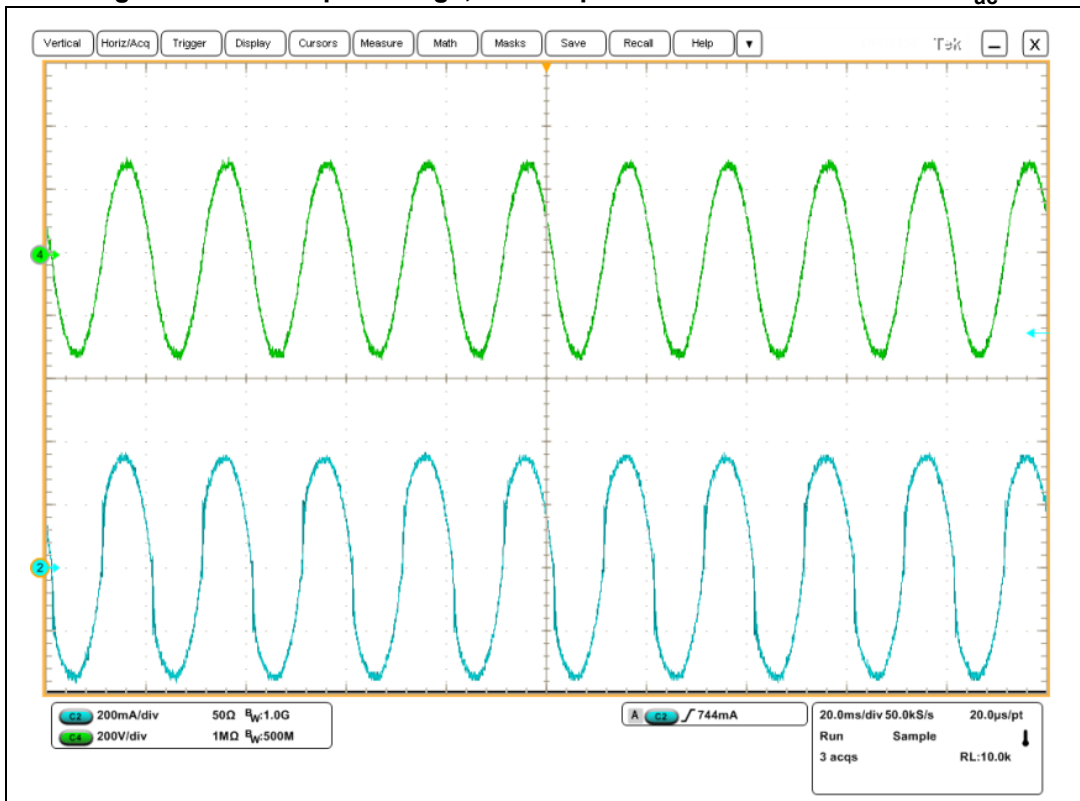 Vertical Horiz/Acq Trigger Display Cursors Measure Math Masks Save Recall Help Tek X
4
2
C2 200mA/div 50Ω BW:1.0G
C4 200V/div 1MΩ BW:500M
A C2 744mA
20.0ms/div 50.0kS/s 20.0µs/pt
Run Sample
3 acqs RL:10.0k